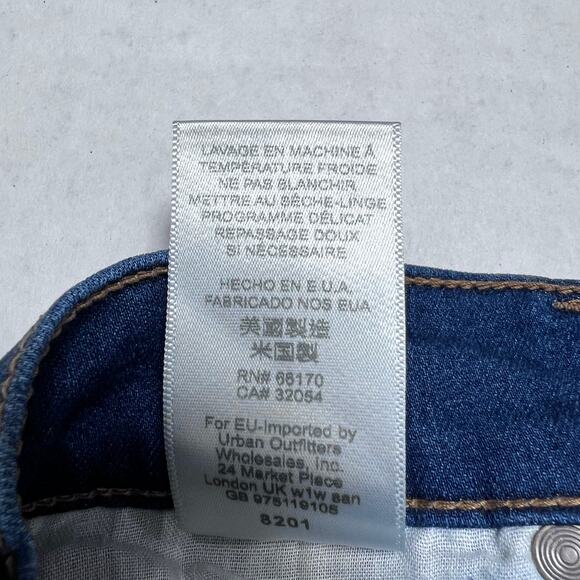 LAVAGE EN MACHINE À
TEMPÉRATURE FROIDE
NE PAS BLANCHIR
METTRE AU SÈCHE-LINGE
PROGRAMME DÉLICAT
REPASSAGE DOUX
SI NÉCESSAIRE
HECHO EN E.U.A.
FABRICADO NOS EUA
美國製造
米国製
RN# 66170
CA# 32054
For EU-Imported by
Urban Outfitters
Wholesales, Inc.
24 Market Place
London UK w1w 8an
GB 975119105
8201